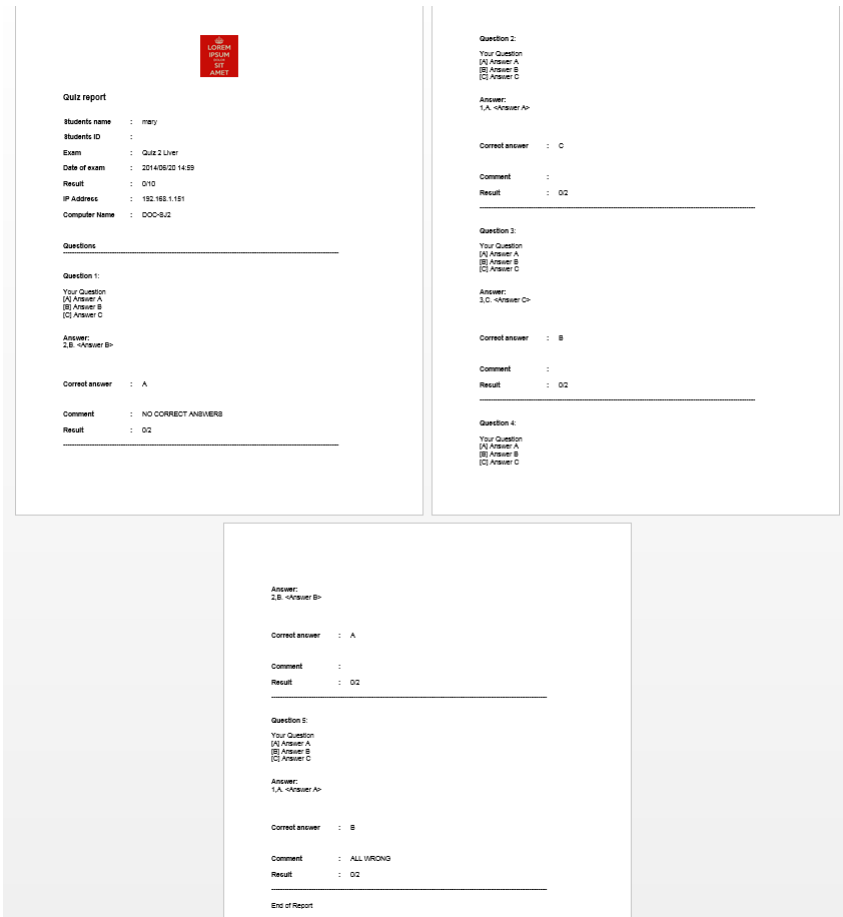 LOREM
IPSUM
SIT
AMET
Quiz report
Students name : mary
Students ID :
Exam : Quiz 2 Liver
Date of exam : 2014/06/20 14:59
Result : 0/10
IP Address : 192.168.1.151
Computer Name : DOC-SJ2
Questions
Question 1:
Your Question
[A] Answer A
[B] Answer B
[C] Answer C
Answer:
2,B. <Answer B>
Correct answer : A
Comment : NO CORRECT ANSWERS
Result : 0/2
Question 2:
Your Question
[A] Answer A
[B] Answer B
[C] Answer C
Answer:
1,A. <Answer A>
Correct answer : C
Comment :
Result : 0/2
Question 3:
Your Question
[A] Answer A
[B] Answer B
[C] Answer C
Answer:
3,C. <Answer C>
Correct answer : B
Comment :
Result : 0/2
Question 4:
Your Question
[A] Answer A
[B] Answer B
[C] Answer C
Answer:
2,B. <Answer B>
Correct answer : A
Comment :
Result : 0/2
Question 5:
Your Question
[A] Answer A
[B] Answer B
[C] Answer C
Answer:
1,A. <Answer A>
Correct answer : B
Comment : ALL WRONG
Result : 0/2
End of Report